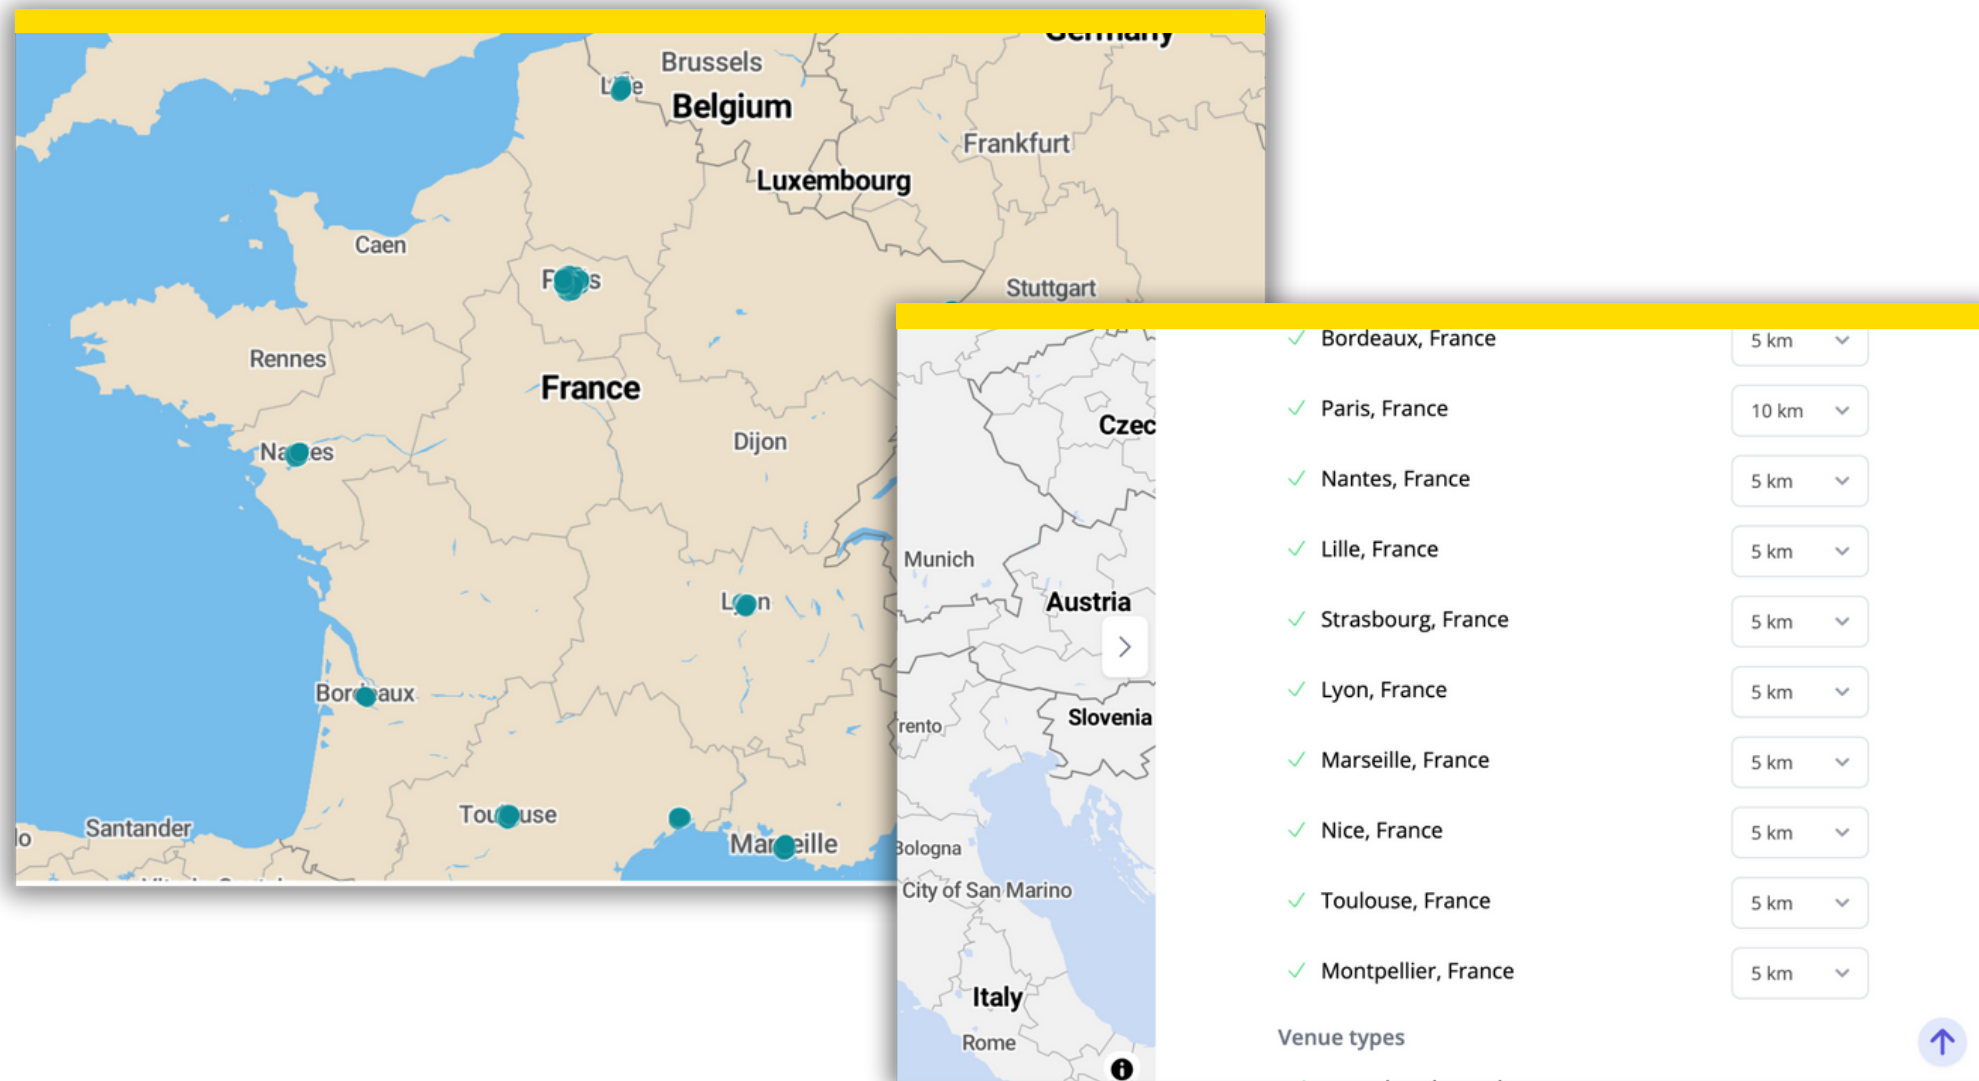 Germany
Brussels
Belgium
Frankfurt
Luxembourg
Caen
Stuttgart
Rennes
France
Dijon
Santander
Bordeaux, France
5 km
Paris, France
10 km
Czec
Nantes, France
5 km
Lille, France
5 km
Munich
Austria
Strasbourg, France
5 km
Lyon, France
5 km
Slovenia
rento
Marseille, France
5 km
Nice, France
5 km
Bologna
City of San Marino
Toulouse, France
5 km
Montpellier, France
5 km
Italy
Rome
Venue types